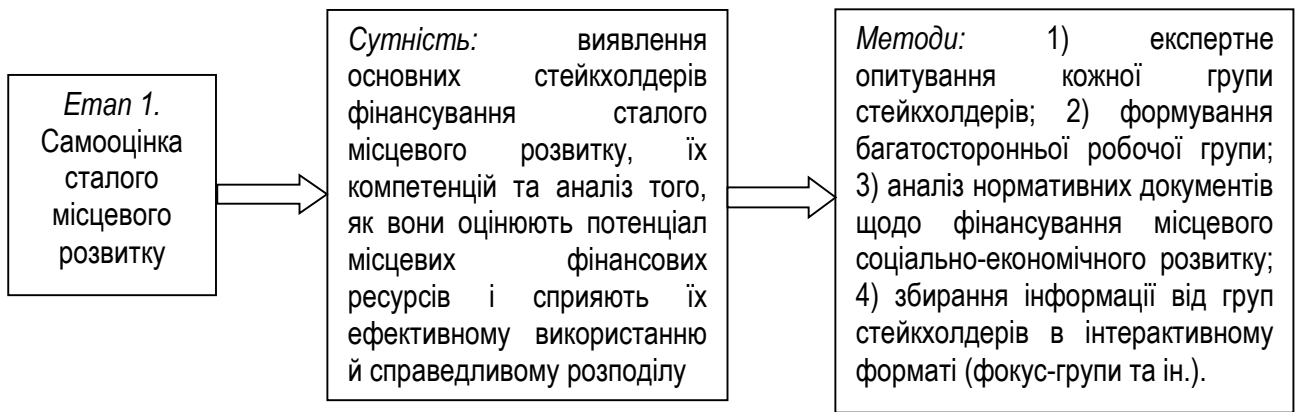 Етап 1.
Самооцінка
сталого
місцевого
розвитку
Сутність: виявлення
основних стейкхолдерів
фінансування сталого
місцевого розвитку, їх
компетенцій та аналіз того,
як вони оцінюють потенціал
місцевих фінансових
ресурсів і сприяють їх
ефективному використанню
й справедливому розподілу
Методи: 1) експертне
опитування кожної групи
стейкхолдерів; 2) формування
багатосторонньої робочої групи;
3) аналіз нормативних документів
щодо фінансування місцевого
соціально-економічного розвитку;
4) збирання інформації від груп
стейкхолдерів в інтерактивному
форматі (фокус-групи та ін.).